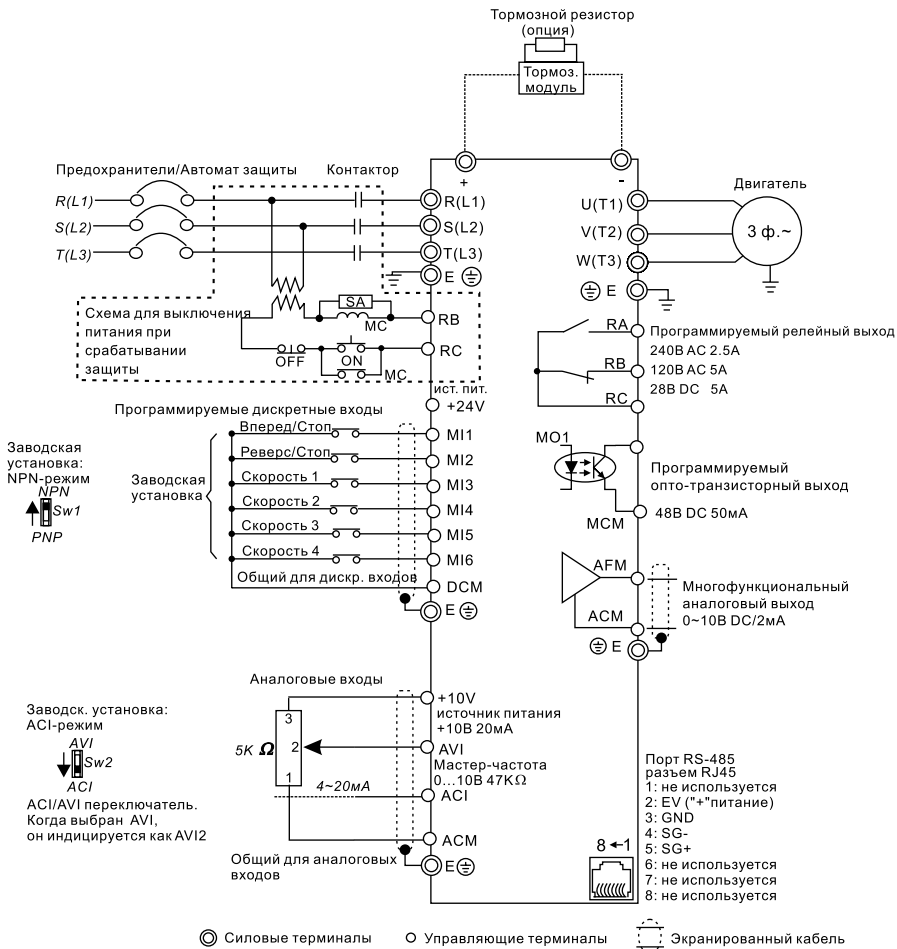 Тормозной резистор
(опция)
Тормоз.
модуль
Предохранители/Автомат защиты
Контактор
+
-
Двигатель
R(L1)
R(L1)
U(T1)
S(L2)
S(L2)
V(T2)
3 ф.~
T(L3)
T(L3)
W(T3)
E
E
Схема для выключения
питания при
срабатывании
защиты
SA
MC
RB
OFF
ON
MC
RC
RA
Программируемый релейный выход
240В AC 2.5А
RB
120В AC 5А
28В DC 5А
RC
ист. пит.
+24V
Программируемые дискретные входы
Вперед/Стоп
MI1
Реверс/Стоп
MI2
Скорость 1
MI3
Скорость 2
MI4
Скорость 3
MI5
Скорость 4
MI6
Общий для дискр. входов
DCM
E
Заводская
установка
Заводская
установка:
NPN-режим
NPN
Sw1
PNP
MO1
Программируемый
опто-транзисторный выход
MCM
48В DC 50мА
AFM
Многофункциональный
аналоговый выход
ACM
0~10В DC/2мА
E
Аналоговые входы
+10V
источник питания
+10В 20мА
3
5K Ω
2
AVI
Мастер-частота
0...10В 47KΩ
1
4~20мА
ACI
ACM
Общий для аналоговых
входов
E
Заводск. установка:
ACI-режим
AVI
Sw2
ACI
ACI/AVI переключатель.
Когда выбран AVI,
он индицируется как AVI2
Порт RS-485
разъем RJ45
1: не используется
2: EV ("+"питание)
3: GND
4: SG-
5: SG+
6: не используется
7: не используется
8: не используется
8←1
Силовые терминалы
Управляющие терминалы
Экранированный кабель